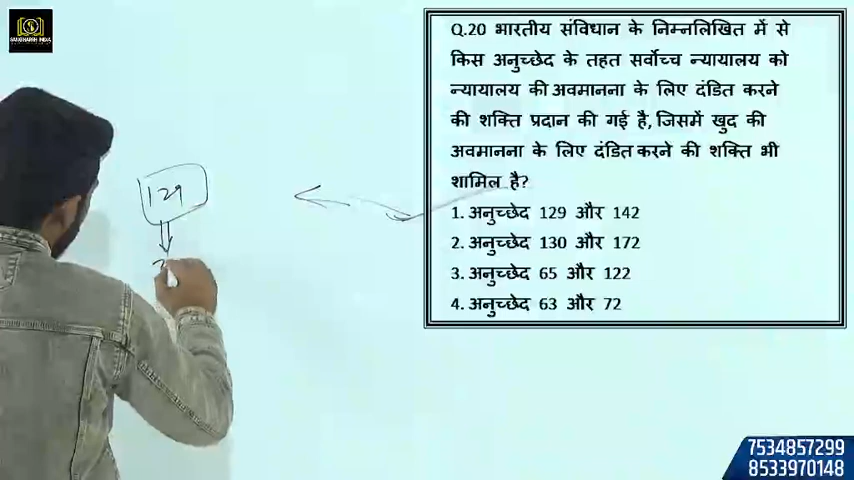 SANGHARSH INDIA
Q.20 भारतीय संविधान के निम्नलिखित में से
किस अनुच्छेद के तहत सर्वोच्च न्यायालय को
न्यायालय की अवमानना के लिए दंडित करने
की शक्ति प्रदान की गई है, जिसमें खुद की
अवमानना के लिए दंडित करने की शक्ति भी
शामिल है?
1. अनुच्छेद 129 और 142
2. अनुच्छेद 130 और 172
3. अनुच्छेद 65 और 122
4. अनुच्छेद 63 और 72
129
7534857299
8533970148